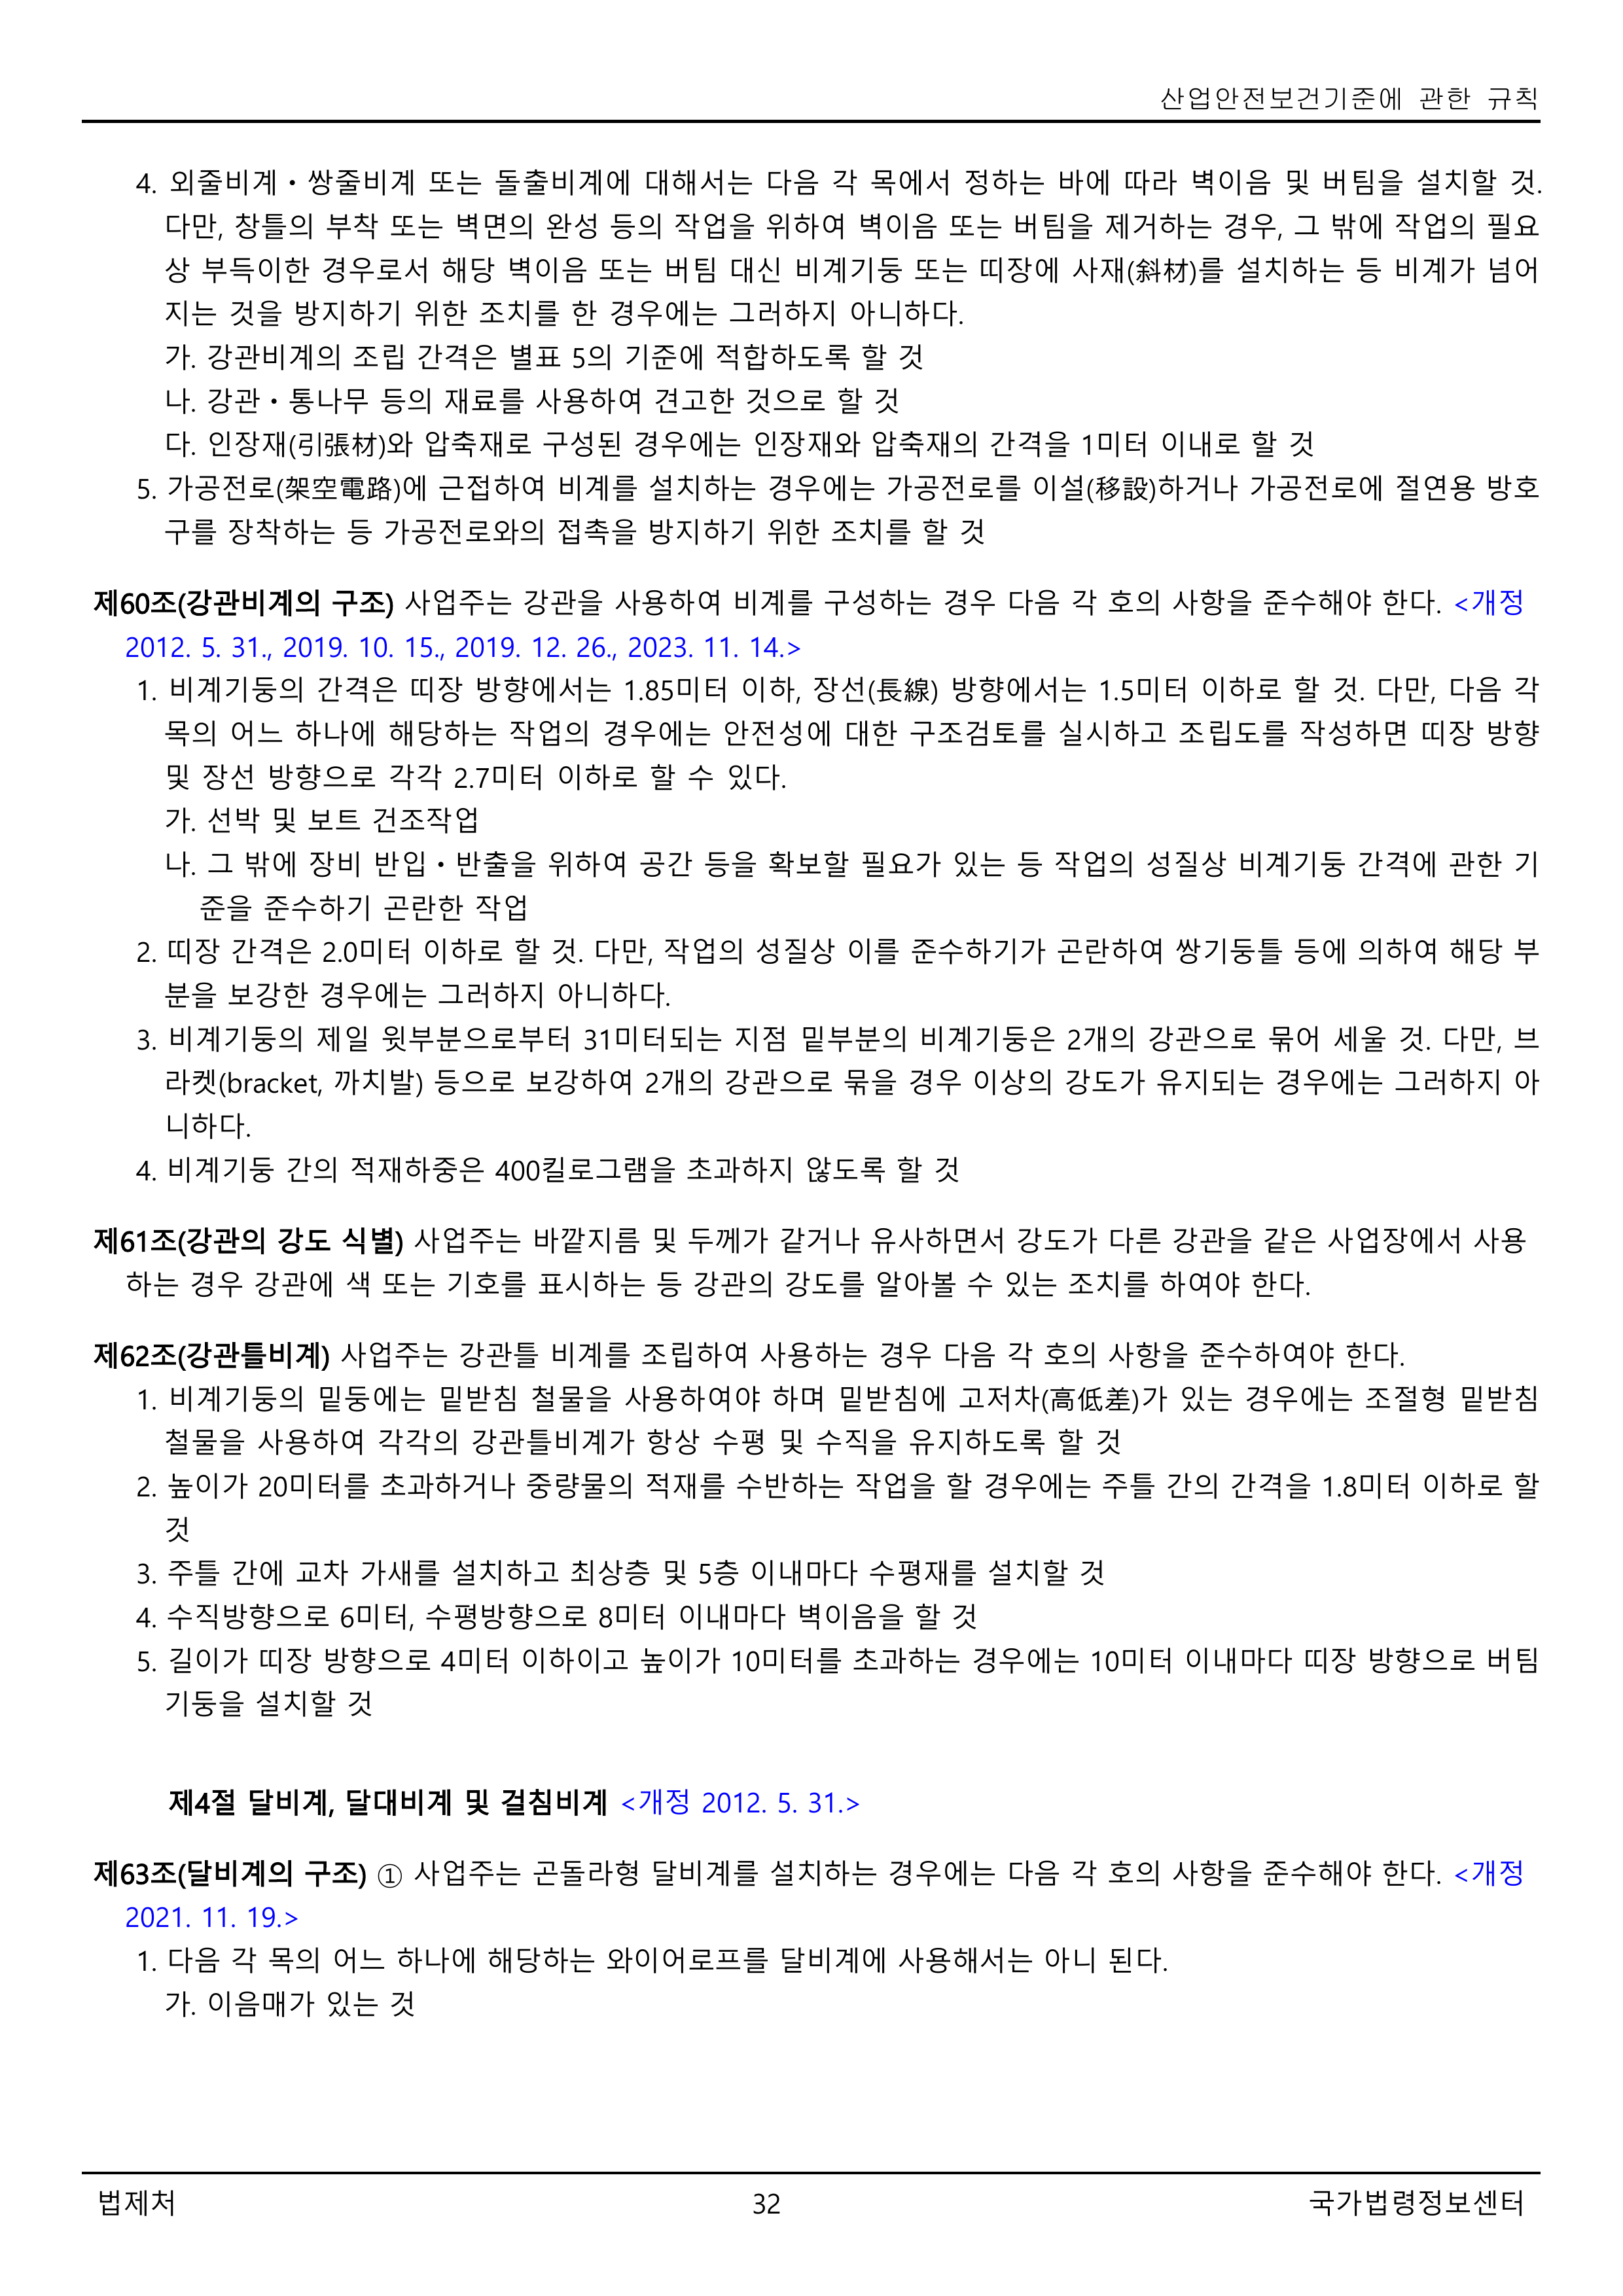 산업안전보건기준에 관한 규칙
4. 외줄비계ㆍ쌍줄비계 또는 돌출비계에 대해서는 다음 각 목에서 정하는 바에 따라 벽이음 및 버팀을 설치할 것.
다만, 창틀의 부착 또는 벽면의 완성 등의 작업을 위하여 벽이음 또는 버팀을 제거하는 경우, 그 밖에 작업의 필요
상 부득이한 경우로서 해당 벽이음 또는 버팀 대신 비계기둥 또는 띠장에 사재(斜材)를 설치하는 등 비계가 넘어
지는 것을 방지하기 위한 조치를 한 경우에는 그러하지 아니하다.
가. 강관비계의 조립 간격은 별표 5의 기준에 적합하도록 할 것
나. 강관ㆍ통나무 등의 재료를 사용하여 견고한 것으로 할 것
다. 인장재(引張材)와 압축재로 구성된 경우에는 인장재와 압축재의 간격을 1미터 이내로 할 것
5. 가공전로(架空電路)에 근접하여 비계를 설치하는 경우에는 가공전로를 이설(移設)하거나 가공전로에 절연용 방호
구를 장착하는 등 가공전로와의 접촉을 방지하기 위한 조치를 할 것
제60조(강관비계의 구조) 사업주는 강관을 사용하여 비계를 구성하는 경우 다음 각 호의 사항을 준수해야 한다. <개정
2012. 5. 31., 2019. 10. 15., 2019. 12. 26., 2023. 11. 14.>
1. 비계기둥의 간격은 띠장 방향에서는 1.85미터 이하, 장선(長線) 방향에서는 1.5미터 이하로 할 것. 다만, 다음 각
목의 어느 하나에 해당하는 작업의 경우에는 안전성에 대한 구조검토를 실시하고 조립도를 작성하면 띠장 방향
및 장선 방향으로 각각 2.7미터 이하로 할 수 있다.
가. 선박 및 보트 건조작업
나. 그 밖에 장비 반입ㆍ반출을 위하여 공간 등을 확보할 필요가 있는 등 작업의 성질상 비계기둥 간격에 관한 기
준을 준수하기 곤란한 작업
2. 띠장 간격은 2.0미터 이하로 할 것. 다만, 작업의 성질상 이를 준수하기가 곤란하여 쌍기둥틀 등에 의하여 해당 부
분을 보강한 경우에는 그러하지 아니하다.
3. 비계기둥의 제일 윗부분으로부터 31미터되는 지점 밑부분의 비계기둥은 2개의 강관으로 묶어 세울 것. 다만, 브
라켓(bracket, 까치발) 등으로 보강하여 2개의 강관으로 묶을 경우 이상의 강도가 유지되는 경우에는 그러하지 아
니하다.
4. 비계기둥 간의 적재하중은 400킬로그램을 초과하지 않도록 할 것
제61조(강관의 강도 식별) 사업주는 바깥지름 및 두께가 같거나 유사하면서 강도가 다른 강관을 같은 사업장에서 사용
하는 경우 강관에 색 또는 기호를 표시하는 등 강관의 강도를 알아볼 수 있는 조치를 하여야 한다.
제62조(강관틀비계) 사업주는 강관틀 비계를 조립하여 사용하는 경우 다음 각 호의 사항을 준수하여야 한다.
1. 비계기둥의 밑둥에는 밑받침 철물을 사용하여야 하며 밑받침에 고저차(高低差)가 있는 경우에는 조절형 밑받침
철물을 사용하여 각각의 강관틀비계가 항상 수평 및 수직을 유지하도록 할 것
2. 높이가 20미터를 초과하거나 중량물의 적재를 수반하는 작업을 할 경우에는 주틀 간의 간격을 1.8미터 이하로 할
것
3. 주틀 간에 교차 가새를 설치하고 최상층 및 5층 이내마다 수평재를 설치할 것
4. 수직방향으로 6미터, 수평방향으로 8미터 이내마다 벽이음을 할 것
5. 길이가 띠장 방향으로 4미터 이하이고 높이가 10미터를 초과하는 경우에는 10미터 이내마다 띠장 방향으로 버팀
기둥을 설치할 것
제4절 달비계, 달대비계 및 걸침비계 <개정 2012. 5. 31.>
제63조(달비계의 구조) ① 사업주는 곤돌라형 달비계를 설치하는 경우에는 다음 각 호의 사항을 준수해야 한다. <개정
2021. 11. 19.>
1. 다음 각 목의 어느 하나에 해당하는 와이어로프를 달비계에 사용해서는 아니 된다.
가. 이음매가 있는 것
법제처 32 국가법령정보센터